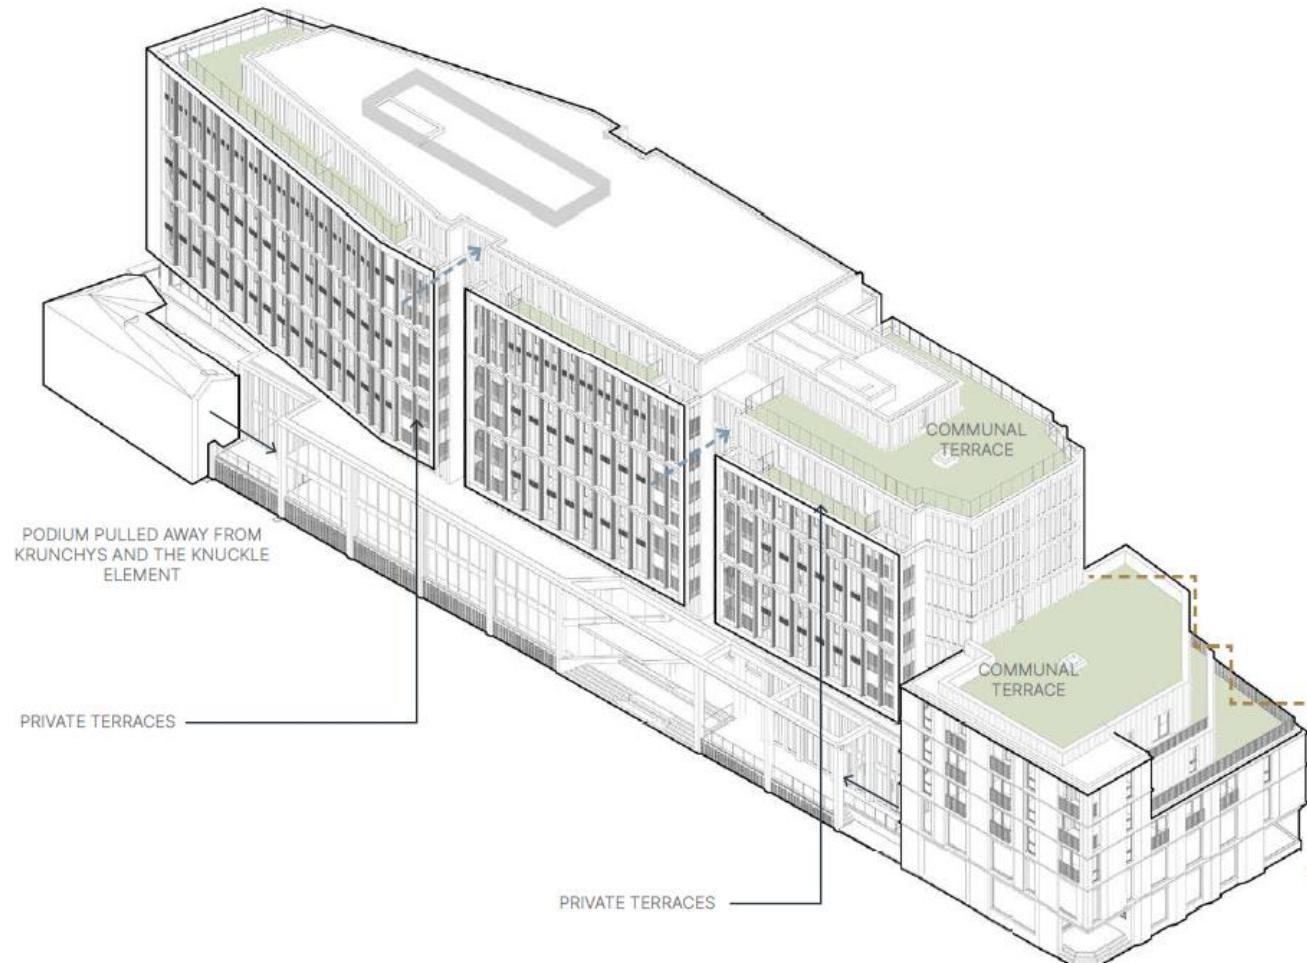 COMMUNAL
TERRACE
PODIUM PULLED AWAY FROM
KRUNCHYS AND THE KNUCKLE
ELEMENT
COMMUNAL
TERRACE
PRIVATE TERRACES
PRIVATE TERRACES